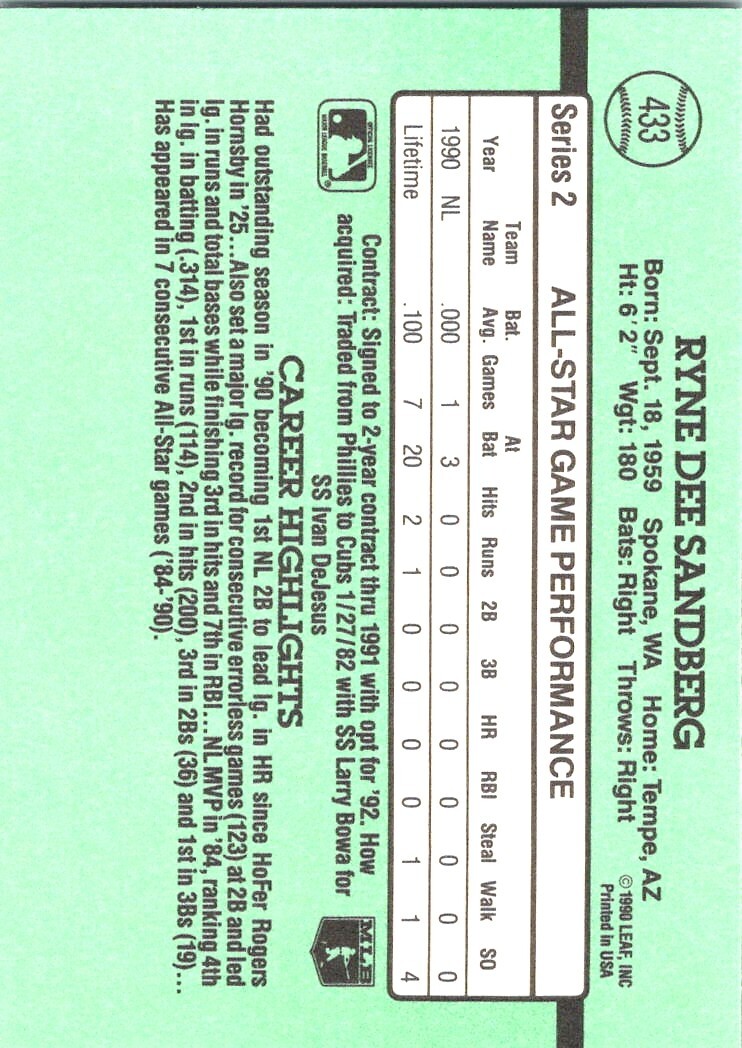 433
RYNE DEE SANDBERG
Born: Sept. 18, 1959 Spokane, WA Home: Tempe, AZ
Ht: 6'2" Wgt: 180 Bats: Right Throws: Right
© 1990 LEAF, INC
Printed in USA
Series 2 ALL-STAR GAME PERFORMANCE
Year Team Name Bat. Avg. Games At Bat Hits Runs 2B 3B HR RBI Steal Walk SO
1990 NL .000 1 3 0 0 0 0 0 0 0 0 0
Lifetime .100 7 20 2 1 0 0 0 0 1 1 4
OFFICIAL LICENSEE
MAJOR LEAGUE BASEBALL
®
Contract: Signed to 2-year contract thru 1991 with opt for '92. How
acquired: Traded from Phillies to Cubs 1/27/82 with SS Larry Bowa for
SS Ivan DeJesus
MLB
CAREER HIGHLIGHTS
Had outstanding season in '90 becoming 1st NL 2B to lead lg. in HR since HoFer Rogers
Hornsby in '25...Also set a major lg. record for consecutive errorless games (123) at 2B and led
lg. in runs and total bases while finishing 3rd in hits and 7th in RBI...NL MVP in '84, ranking 4th
in lg. in batting (.314), 1st in runs (114), 2nd in hits (200), 3rd in 2Bs (36) and 1st in 3Bs (19)...
Has appeared in 7 consecutive All-Star games ('84-'90).